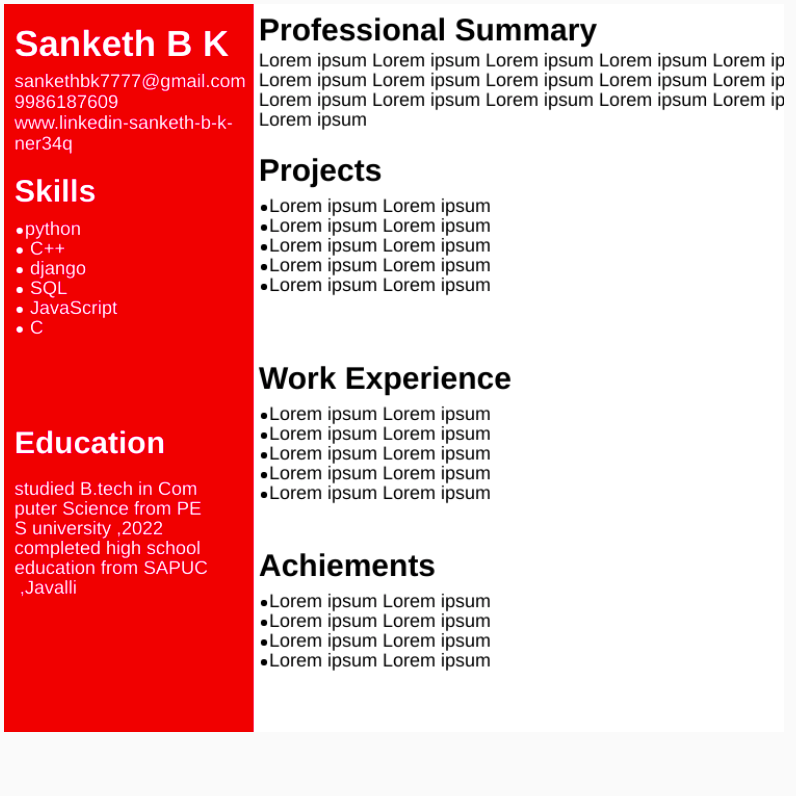 Sanketh B K
sankethbk7777@gmail.com
9986187609
www.linkedin-sanketh-b-k-
ner34q
Skills
•python
• C++
• django
• SQL
• JavaScript
• C
Education
studied B.tech in Com
puter Science from PE
S university ,2022
completed high school
education from SAPUC
,Javalli
Professional Summary
Lorem ipsum Lorem ipsum Lorem ipsum Lorem ipsum Lorem ip
Lorem ipsum Lorem ipsum Lorem ipsum Lorem ipsum Lorem ip
Lorem ipsum Lorem ipsum Lorem ipsum Lorem ipsum Lorem ip
Lorem ipsum
Projects
•Lorem ipsum Lorem ipsum
•Lorem ipsum Lorem ipsum
•Lorem ipsum Lorem ipsum
•Lorem ipsum Lorem ipsum
•Lorem ipsum Lorem ipsum
Work Experience
•Lorem ipsum Lorem ipsum
•Lorem ipsum Lorem ipsum
•Lorem ipsum Lorem ipsum
•Lorem ipsum Lorem ipsum
•Lorem ipsum Lorem ipsum
Achiements
•Lorem ipsum Lorem ipsum
•Lorem ipsum Lorem ipsum
•Lorem ipsum Lorem ipsum
•Lorem ipsum Lorem ipsum